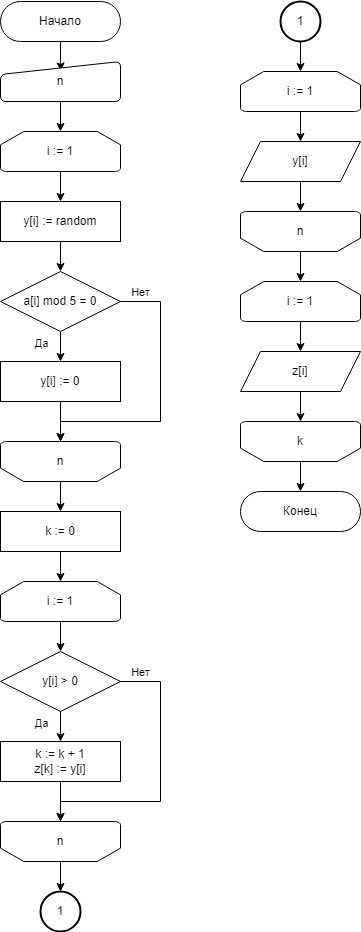 Начало
n
i := 1
y[i] := random
a[i] mod 5 = 0
Нет
Да
y[i] := 0
n
k := 0
i := 1
y[i] > 0
Нет
Да
k := k + 1
z[k] := y[i]
n
1
1
i := 1
y[i]
n
i := 1
z[i]
k
Конец